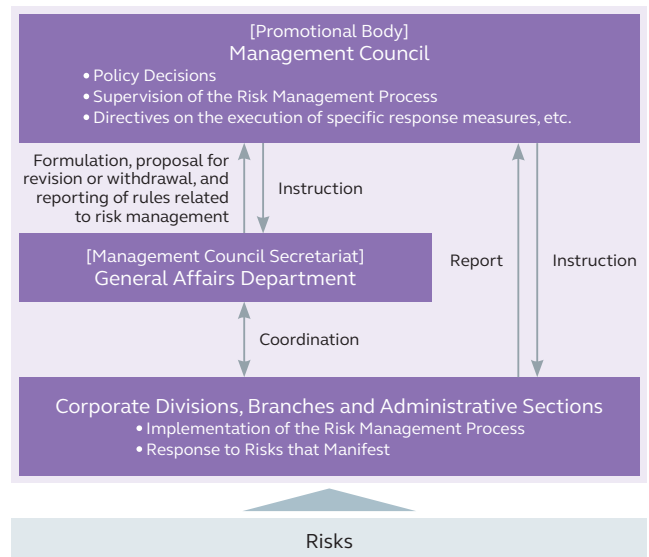 [Promotional Body]
Management Council
• Policy Decisions
• Supervision of the Risk Management Process
• Directives on the execution of specific response measures, etc.
Formulation, proposal for
revision or withdrawal, and
reporting of rules related
to risk management
Instruction
[Management Council Secretariat]
General Affairs Department
Report
Instruction
Coordination
Corporate Divisions, Branches and Administrative Sections
• Implementation of the Risk Management Process
• Response to Risks that Manifest
Risks